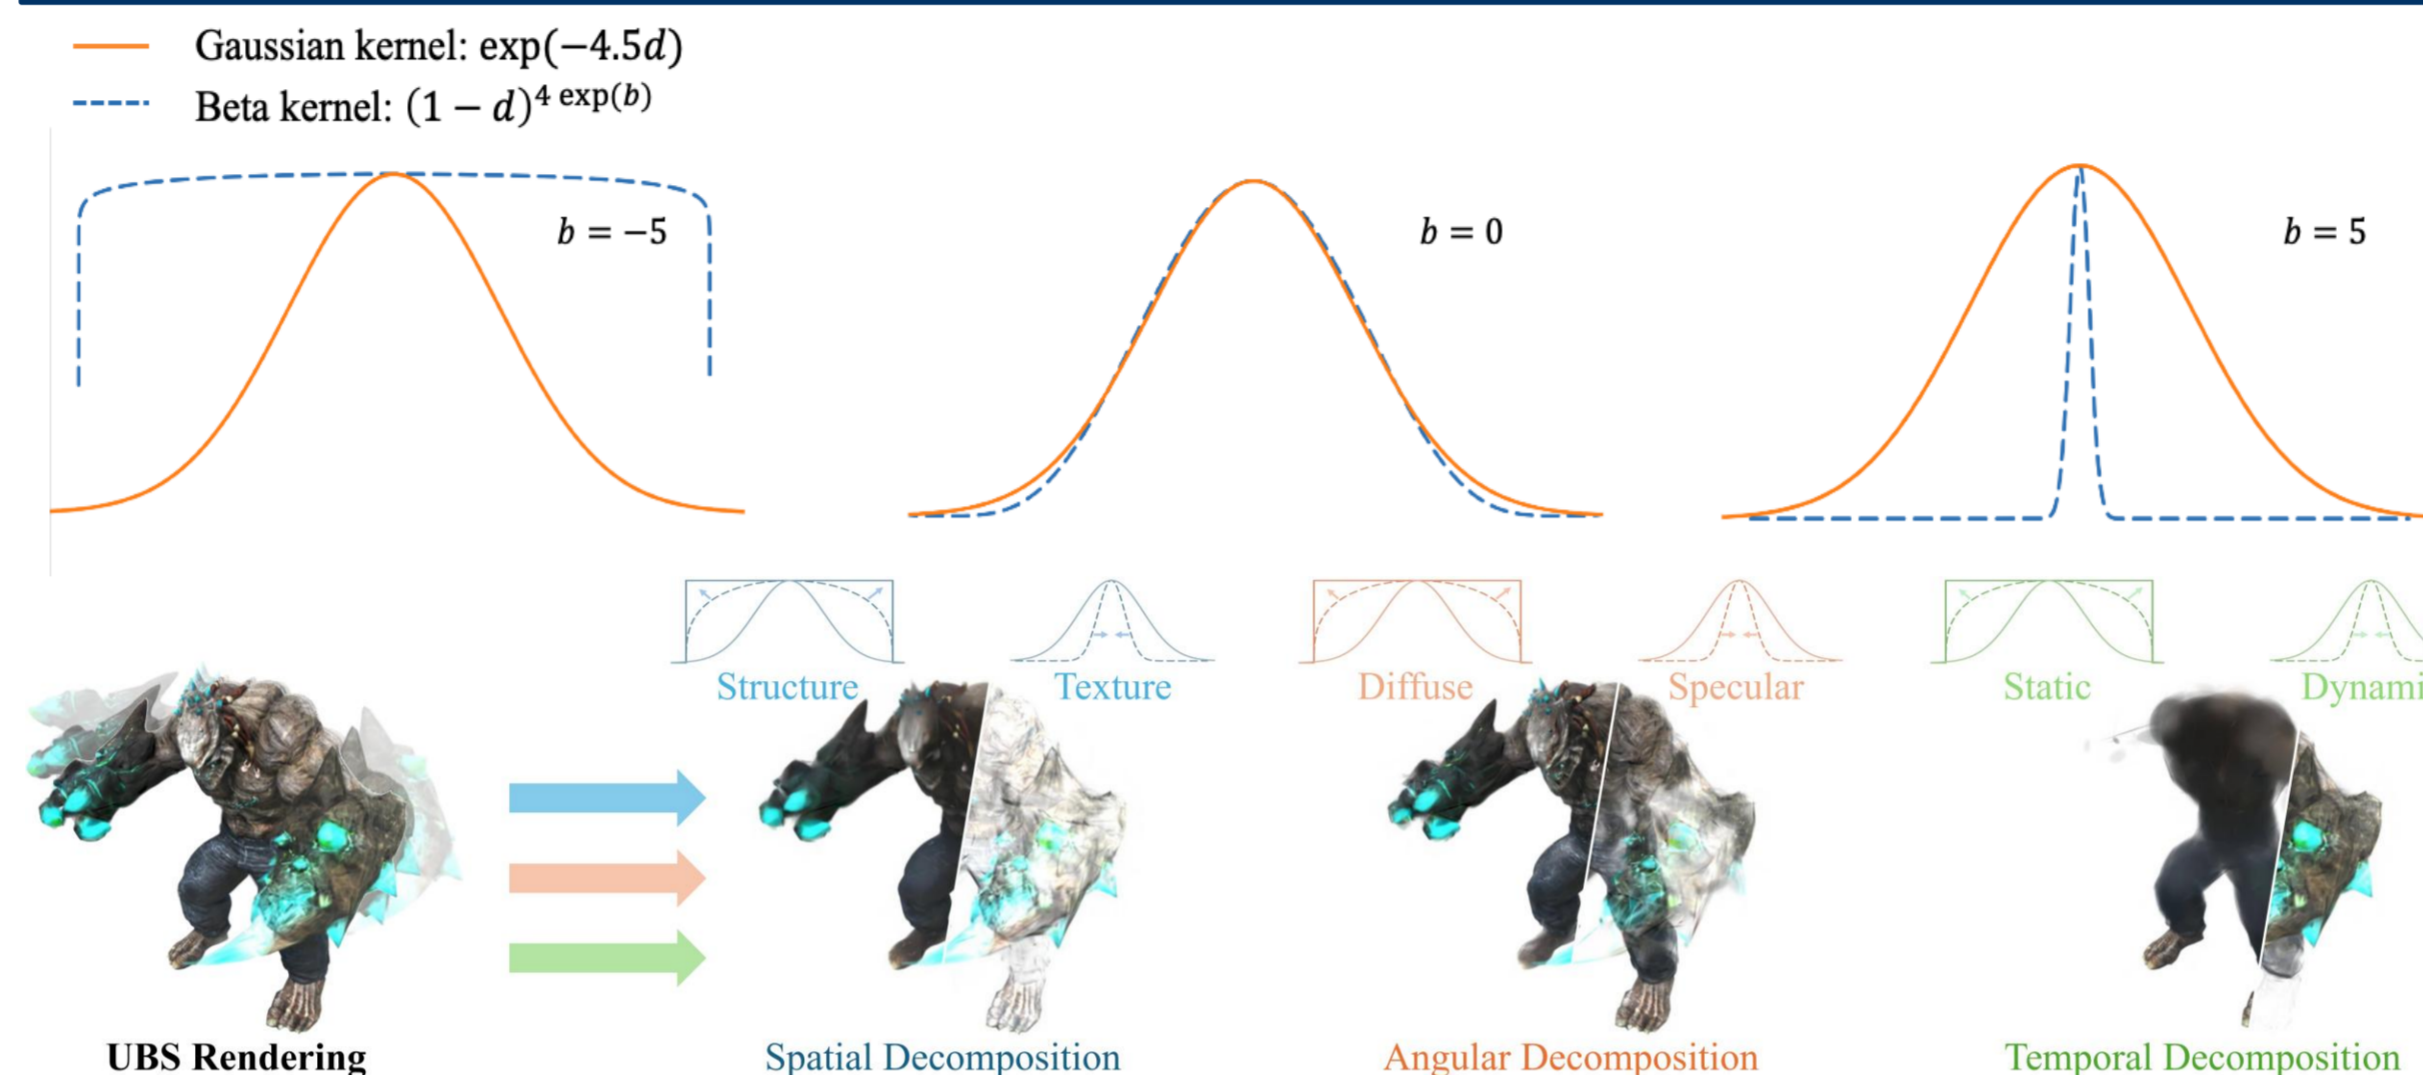 Gaussian kernel: exp(−4.5d)
Beta kernel: (1 − d)^4 exp(b)
b = −5
b = 0
b = 5
Structure
Texture
Diffuse
Specular
Static
Dynami
UBS Rendering
Spatial Decomposition
Angular Decomposition
Temporal Decomposition